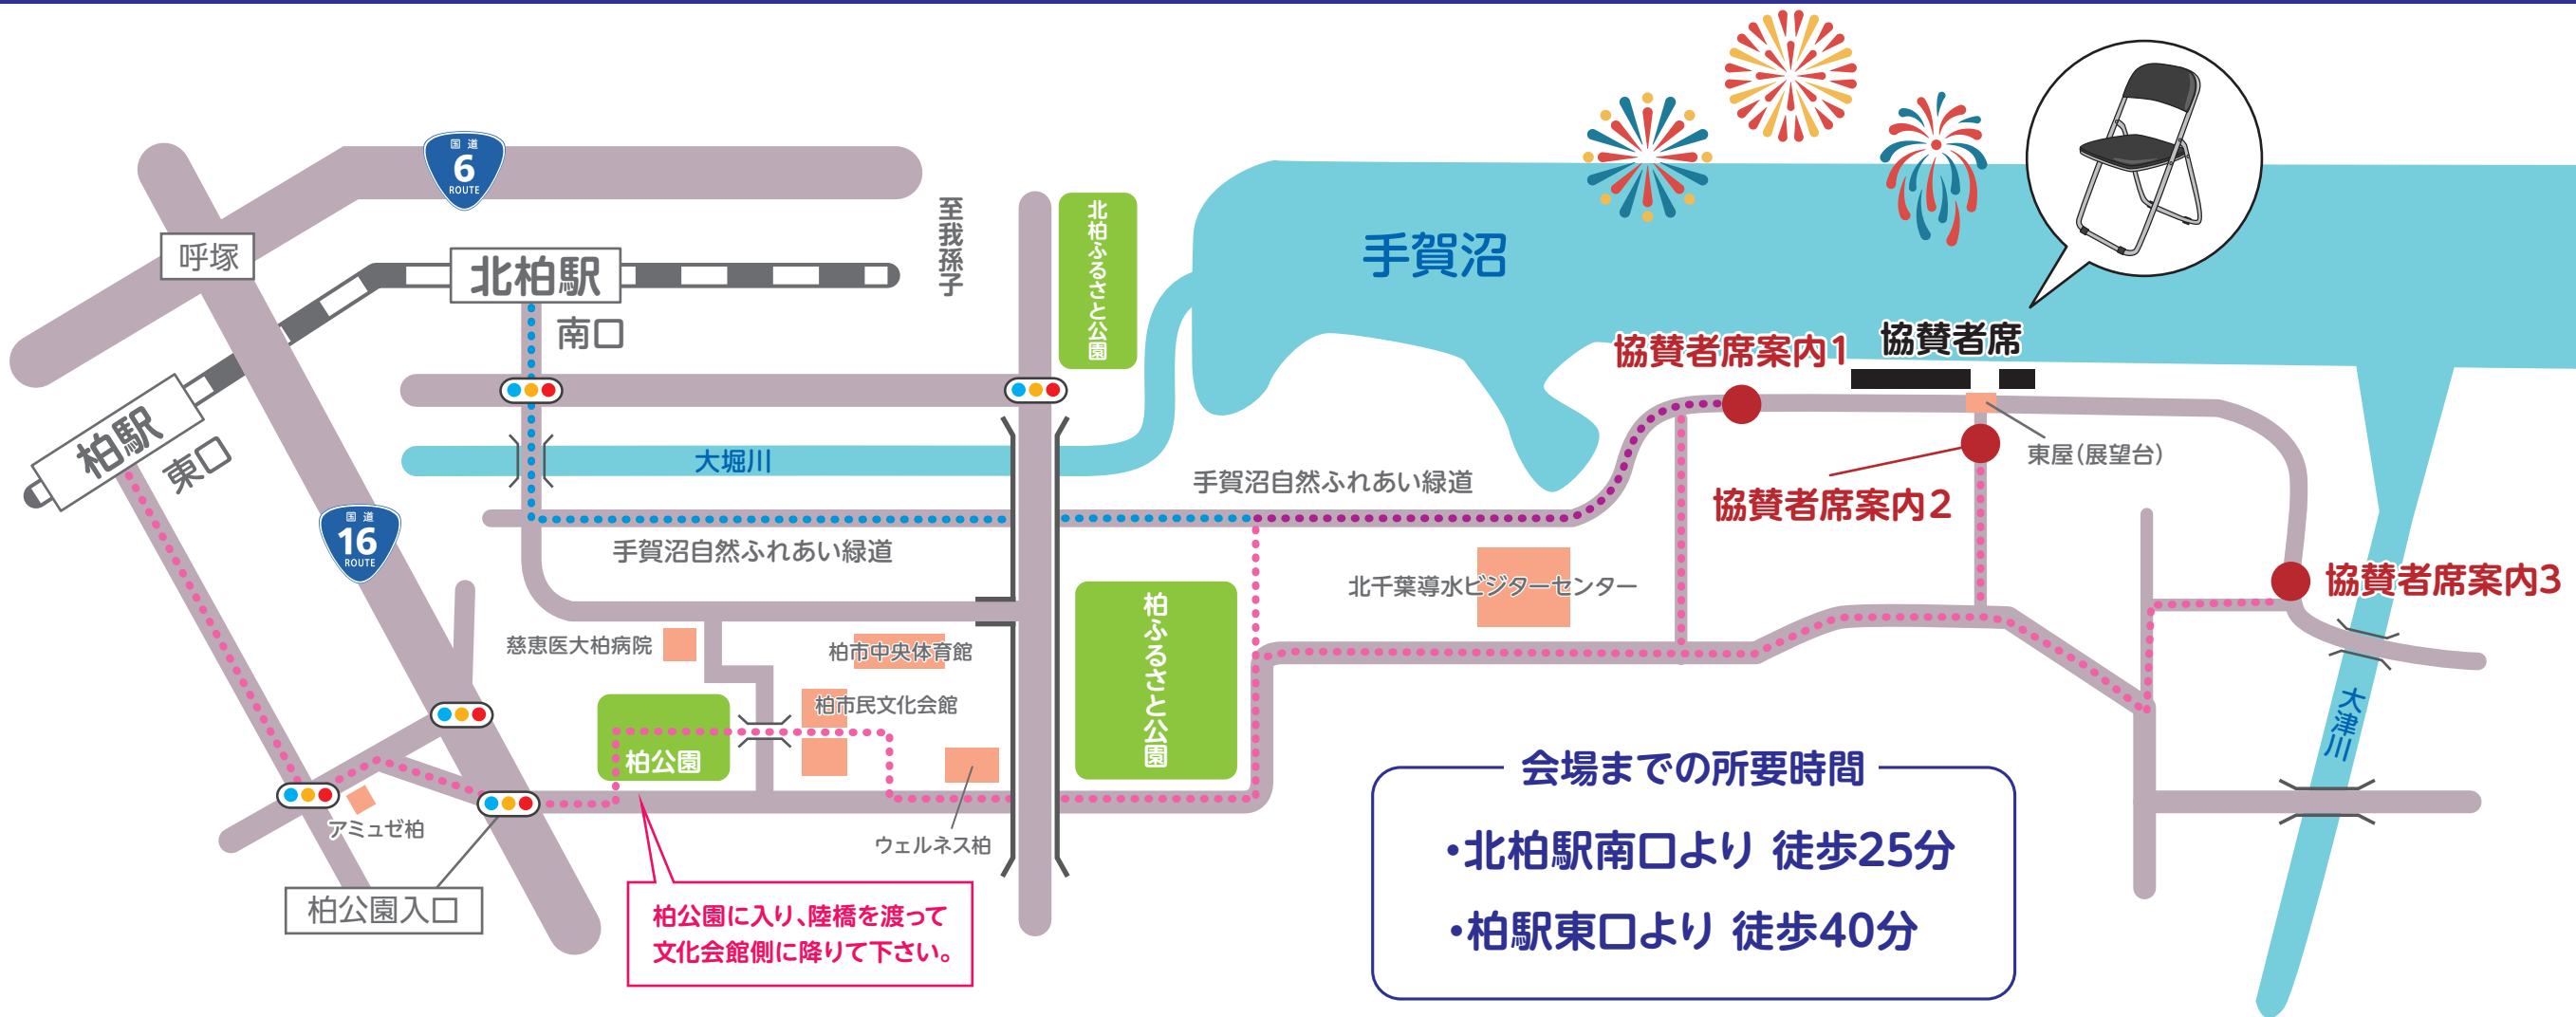 国道
6
ROUTE
呼塚
北柏駅
南口
至我孫子
北柏ふるさと公園
手賀沼
協賛者席案内1
協賛者席
柏駅
東口
大堀川
東屋(展望台)
手賀沼自然ふれあい緑道
協賛者席案内2
国道
16
ROUTE
手賀沼自然ふれあい緑道
北千葉導水ビジターセンター
協賛者席案内3
慈恵医大柏病院
柏市中央体育館
柏ふるさと公園
柏市民文化会館
大津川
柏公園
アミュゼ柏
ウェルネス柏
柏公園入口
柏公園に入り、陸橋を渡って
文化会館側に降りて下さい。
会場までの所要時間
・北柏駅南口より 徒歩25分
・柏駅東口より 徒歩40分